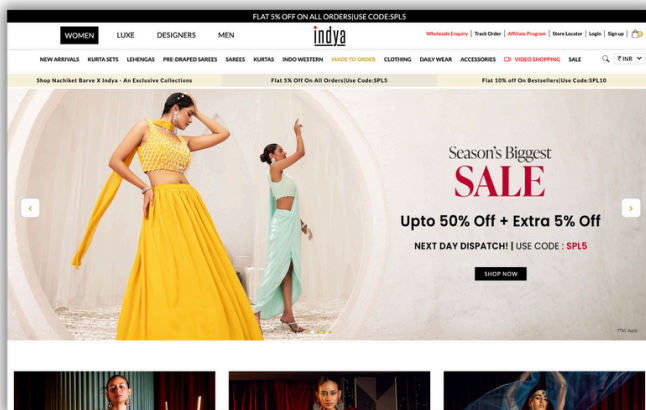 FLAT 5% OFF ON ALL ORDERS|USE CODE:SPL5
WOMEN LUXE DESIGNERS MEN
indya
Wholesale Enquiry | Track Order | Affiliate Program | Store Locator | Login | Sign up |
NEW ARRIVALS KURTA SETS LEHENGAS PRE-DRAPED SAREES SAREES KURTAS INDO WESTERN MADE TO ORDER CLOTHING DAILY WEAR ACCESSORIES VIDEO SHOPPING SALE
₹ INR
Shop Nachiket Barve X Indya - An Exclusive Collections
Flat 5% Off On All Orders|Use Code:SPL5
Flat 10% off On Bestsellers|Use Code:SPL10
Season's Biggest
SALE
Upto 50% Off + Extra 5% Off
NEXT DAY DISPATCH! | USE CODE : SPL5
SHOP NOW